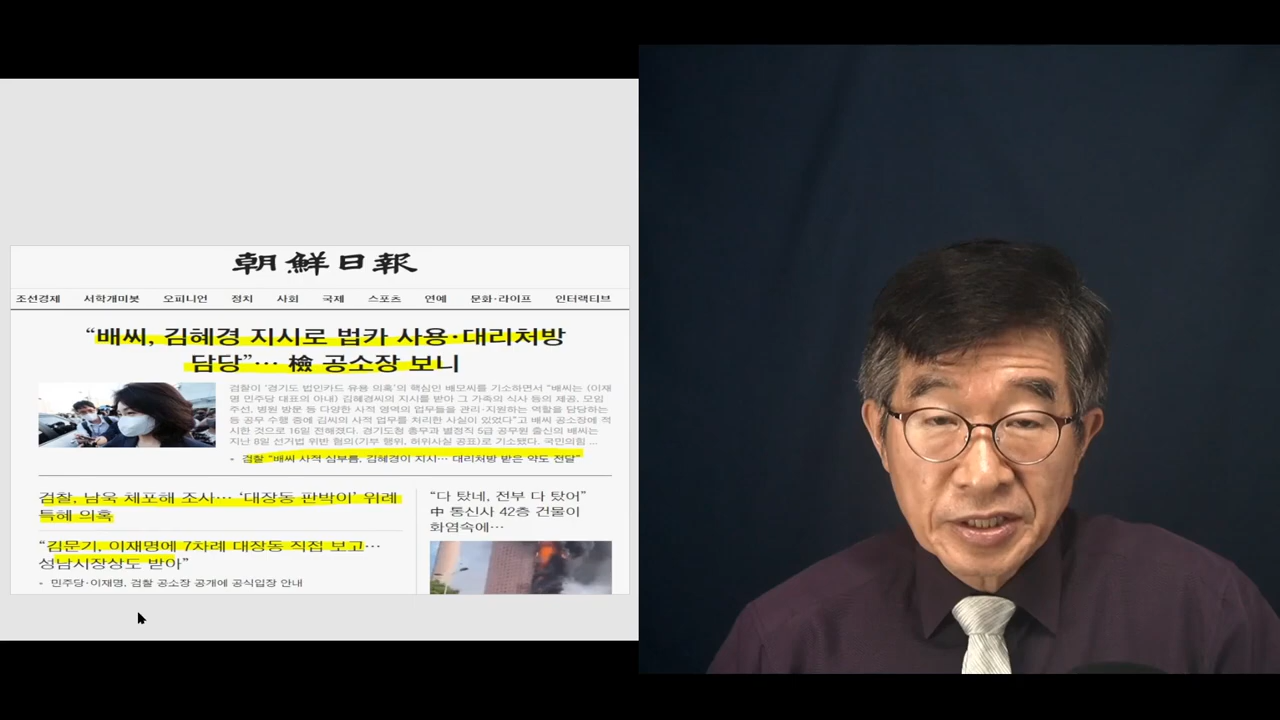 朝鮮日報
조선경제 서학개미봇 오피니언 정치 사회 국제 스포츠 연예 문화·라이프 인터랙티브
“배씨, 김혜경 지시로 법카 사용·대리처방
담당”… 檢 공소장 보니
검찰이 ‘경기도 법인카드 유용 의혹’의 핵심인 배모씨를 기소하면서 “배씨는 (이재
명 민주당 대표의 아내) 김혜경씨의 지시를 받아 그 가족의 식사 등의 제공, 모임
주선, 병원 방문 등 다양한 사적 영역의 업무들을 관리·지원하는 역할을 담당하는
등 공무 수행 중에 김씨의 사적 업무를 처리한 사실이 있었다”고 배씨 공소장에 적
시한 것으로 16일 전해졌다. 경기도청 총무과 별정직 5급 공무원 출신의 배씨는
지난 8일 선거법 위반 혐의(기부 행위, 허위사실 공표)로 기소됐다. 국민의힘 ...
검찰 “배씨 사적 심부름, 김혜경이 지시… 대리처방 받은 약도 전달”
검찰, 남욱 체포해 조사… ‘대장동 판박이’ 위례
특혜 의혹
“김문기, 이재명에 7차례 대장동 직접 보고…
성남시장상도 받아”
민주당·이재명, 검찰 공소장 공개에 공식입장 안내
“다 탔네, 전부 다 탔어”
中 통신사 42층 건물이
화염속에…